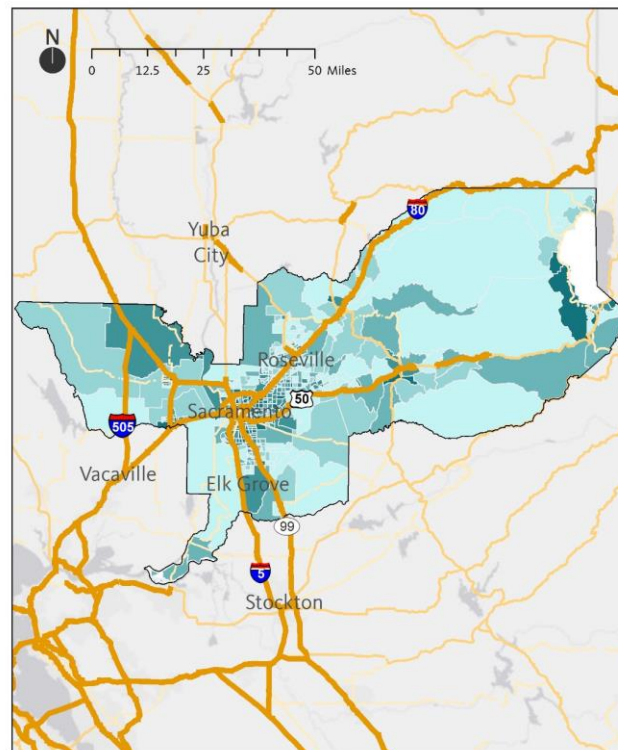 N
0 12.5 25 50 Miles
80
Yuba
City
Roseville
50
Sacramento
505
Vacaville
Elk Grove
99
5
Stockton